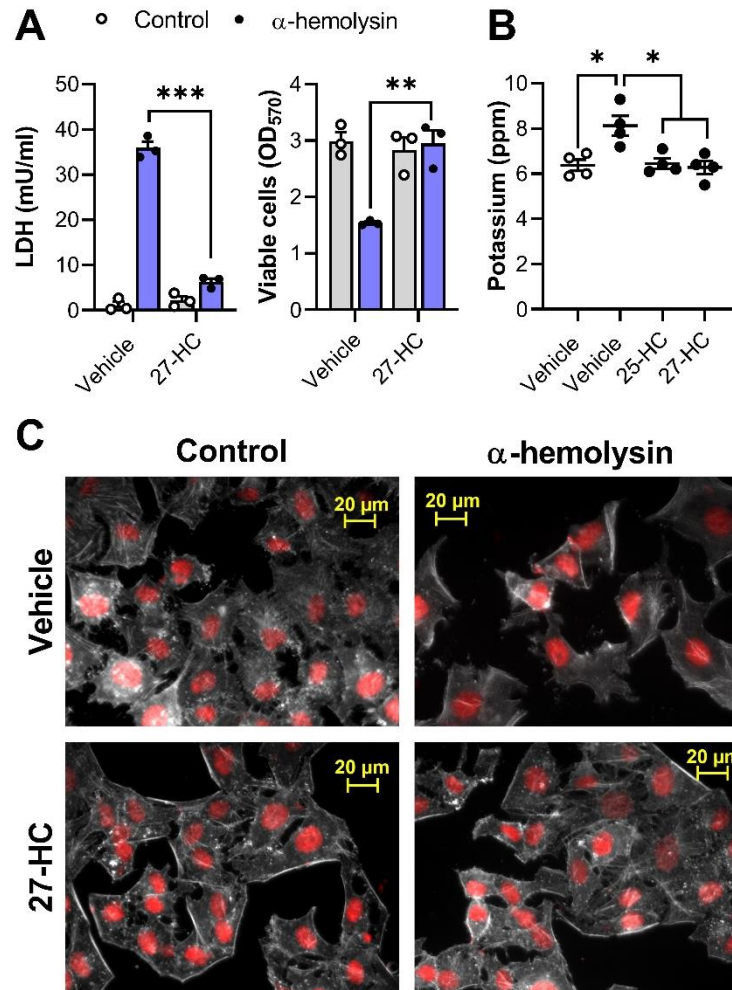 A
Control
α-hemolysin
LDH (mU/ml)
50
40
30
20
10
0
***
Vehicle
27-HC
Viable cells (OD570)
4
3
2
1
0
**
Vehicle
27-HC
B
Potassium (ppm)
10
8
6
4
2
0
*
*
Vehicle
Vehicle
25-HC
27-HC
C
Control
α-hemolysin
Vehicle
20 µm
20 µm
27-HC
20 µm
20 µm